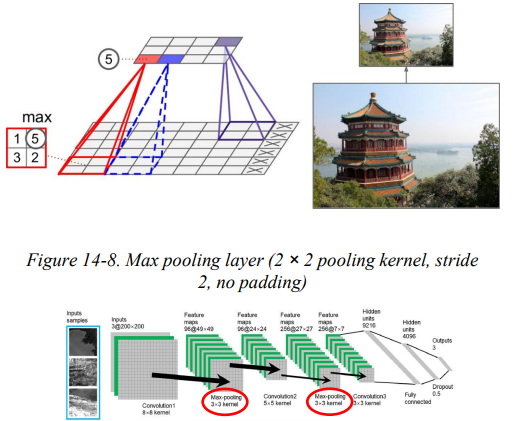 5
max
1 5
3 2
Figure 14-8. Max pooling layer (2 × 2 pooling kernel, stride
2, no padding)
Inputs
samples
Inputs
3@200×200
Feature
maps
96@49×49
Feature
maps
96@24×24
Feature
maps
256@27×27
Feature
maps
256@7×7
Hidden
units
9216
Hidden
units
4096
Outputs
3
Convolution1
8×8 kernel
Max-pooling
3×3 kernel
Convolution2
5×5 kernel
Max-pooling
3×3 kernel
Convolution3
3×3 kernel
Fully
connected
Dropout
0.5